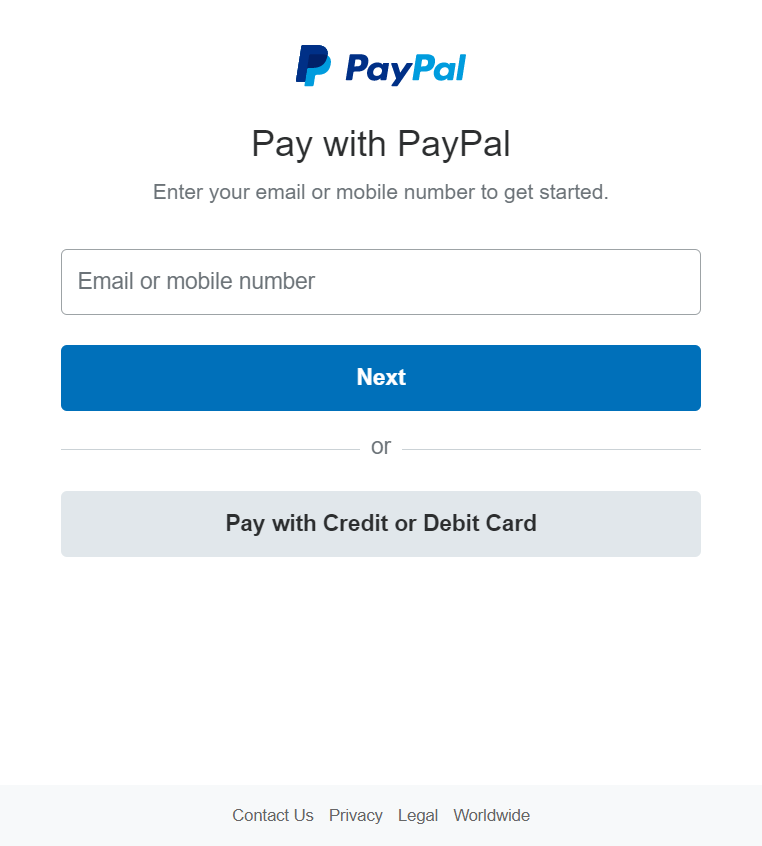 PayPal
Pay with PayPal
Enter your email or mobile number to get started.
Email or mobile number
Next
or
Pay with Credit or Debit Card
Contact Us Privacy Legal Worldwide